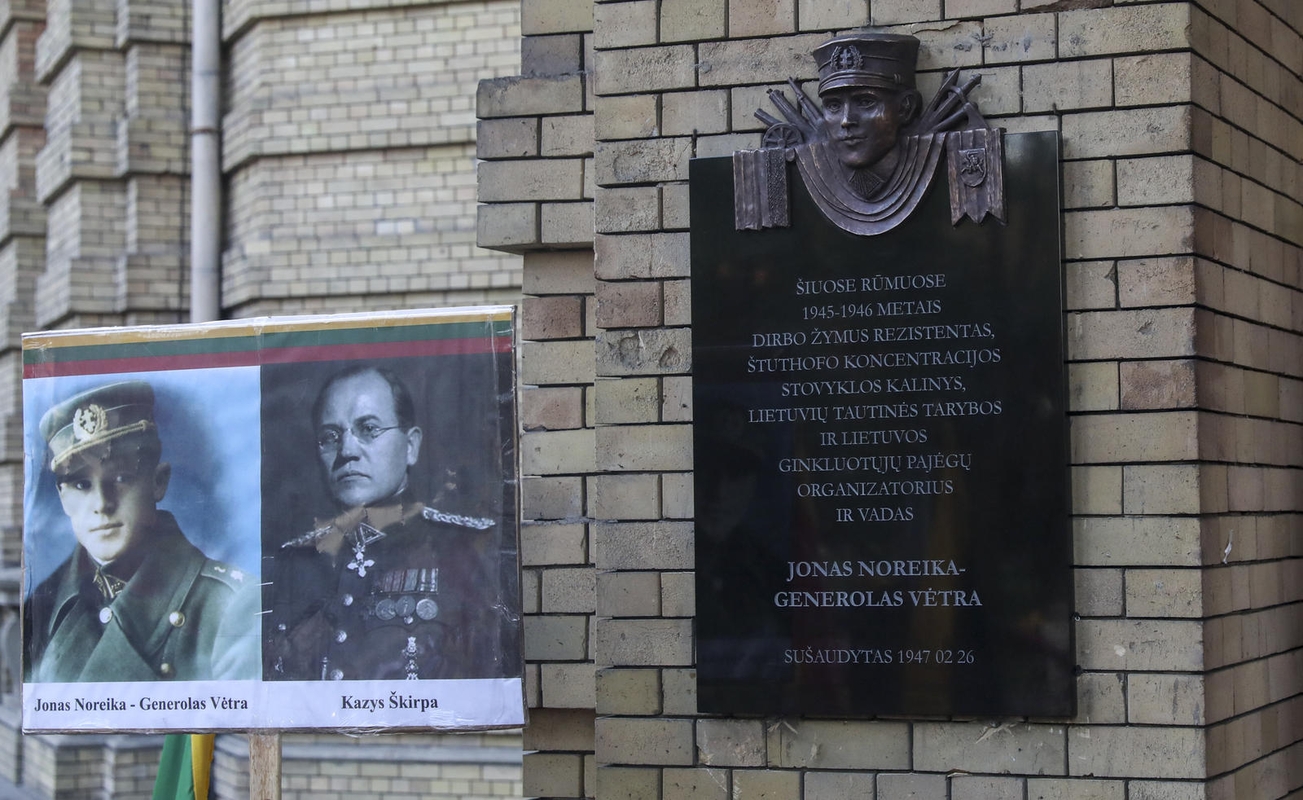 ŠIUOSE RŪMUOSE
1945-1946 METAIS
DIRBO ŽYMUS REZISTENTAS,
ŠTUTHOFO KONCENTRACIJOS
STOVYKLOS KALINYS,
LIETUVIŲ TAUTINĖS TARYBOS
IR LIETUVOS
GINKLUOTŲJŲ PAJĖGŲ
ORGANIZATORIUS
IR VADAS
JONAS NOREIKA-
GENEROLAS VĖTRA
SUŠAUDYTAS 1947 02 26
Jonas Noreika - Generolas Vėtra
Kazys Škirpa